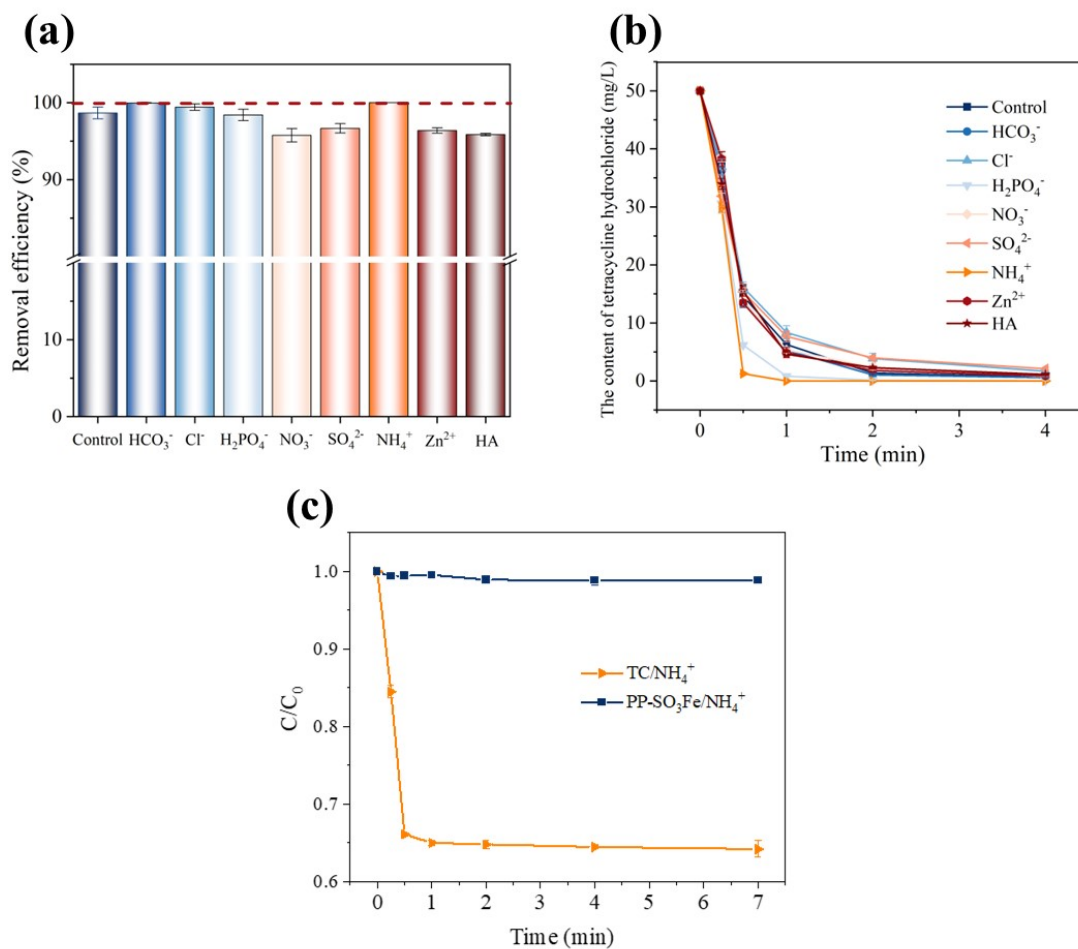 (a)
Removal efficiency (%)
100
90
10
0
Control HCO₃⁻ Cl⁻ H₂PO₄⁻ NO₃⁻ SO₄²⁻ NH₄⁺ Zn²⁺ HA
(b)
The content of tetracycline hydrochloride (mg/L)
50
40
30
20
10
0
Control
HCO₃⁻
Cl⁻
H₂PO₄⁻
NO₃⁻
SO₄²⁻
NH₄⁺
Zn²⁺
HA
0 1 2 3 4
Time (min)
(c)
C/C₀
1.0
0.9
0.8
0.7
0.6
TC/NH₄⁺
PP-SO₃Fe/NH₄⁺
0 1 2 3 4 5 6 7
Time (min)